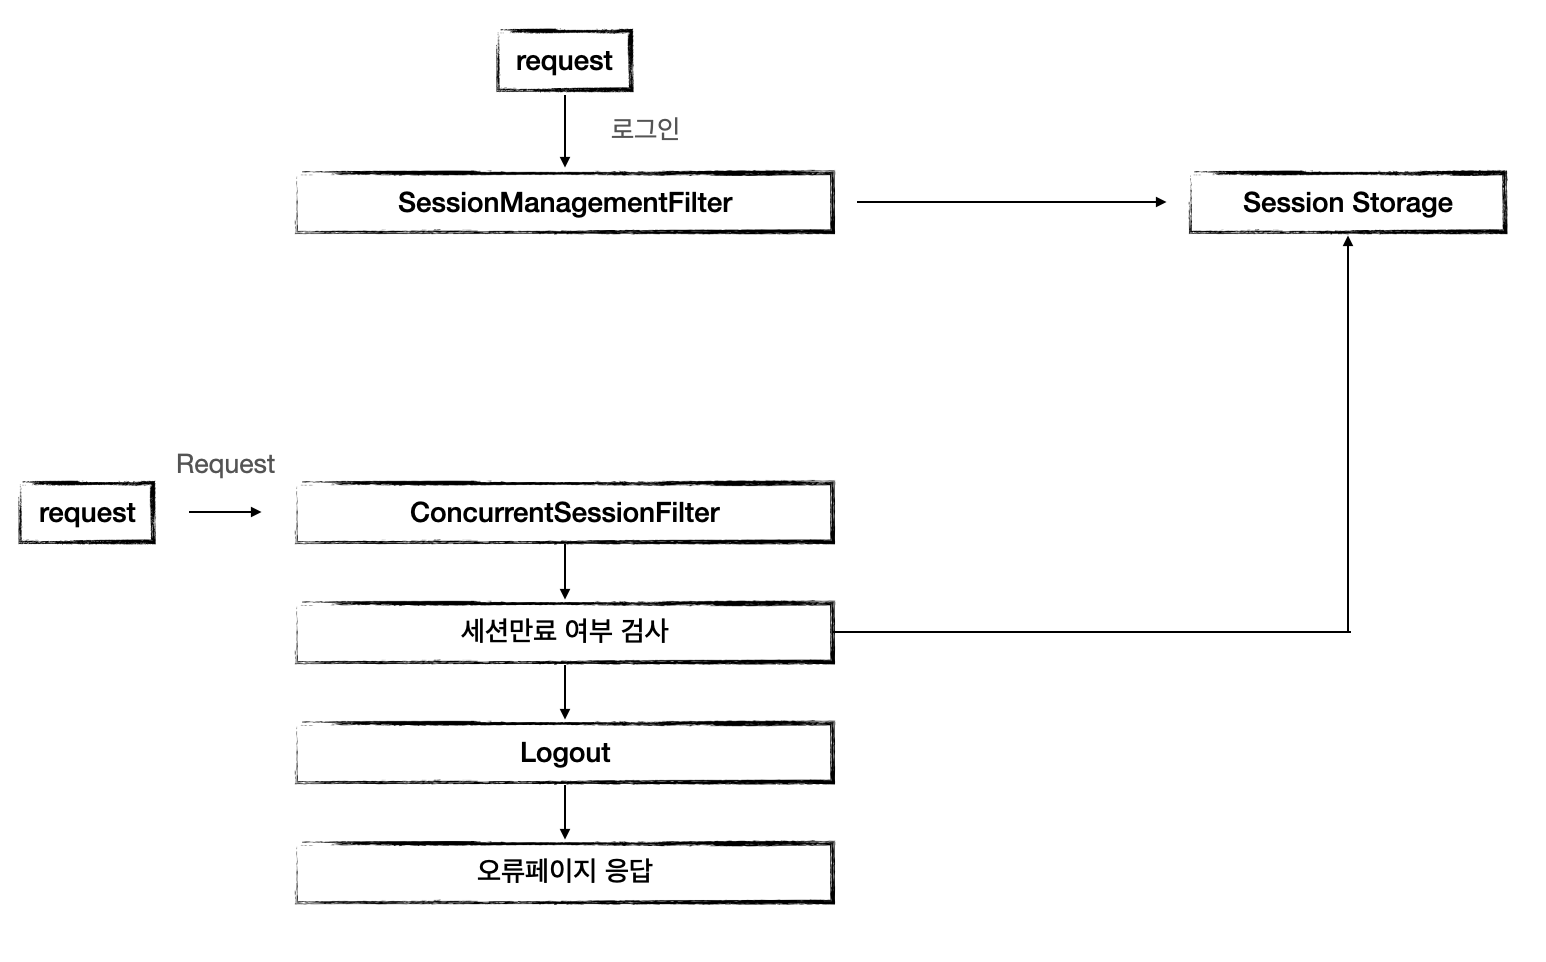 request
로그인
SessionManagementFilter
Session Storage
Request
request
ConcurrentSessionFilter
세션만료 여부 검사
Logout
오류페이지 응답